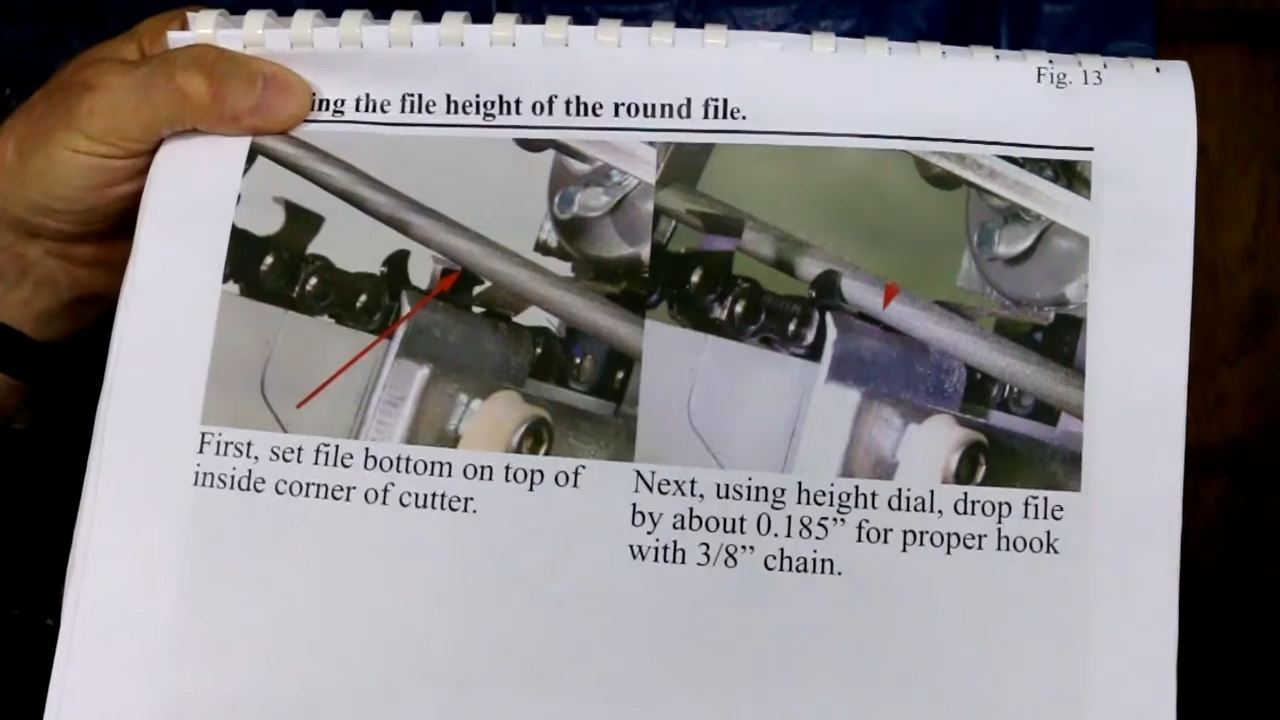 Fig. 13
ing the file height of the round file.
First, set file bottom on top of
inside corner of cutter.
Next, using height dial, drop file
by about 0.185” for proper hook
with 3/8” chain.